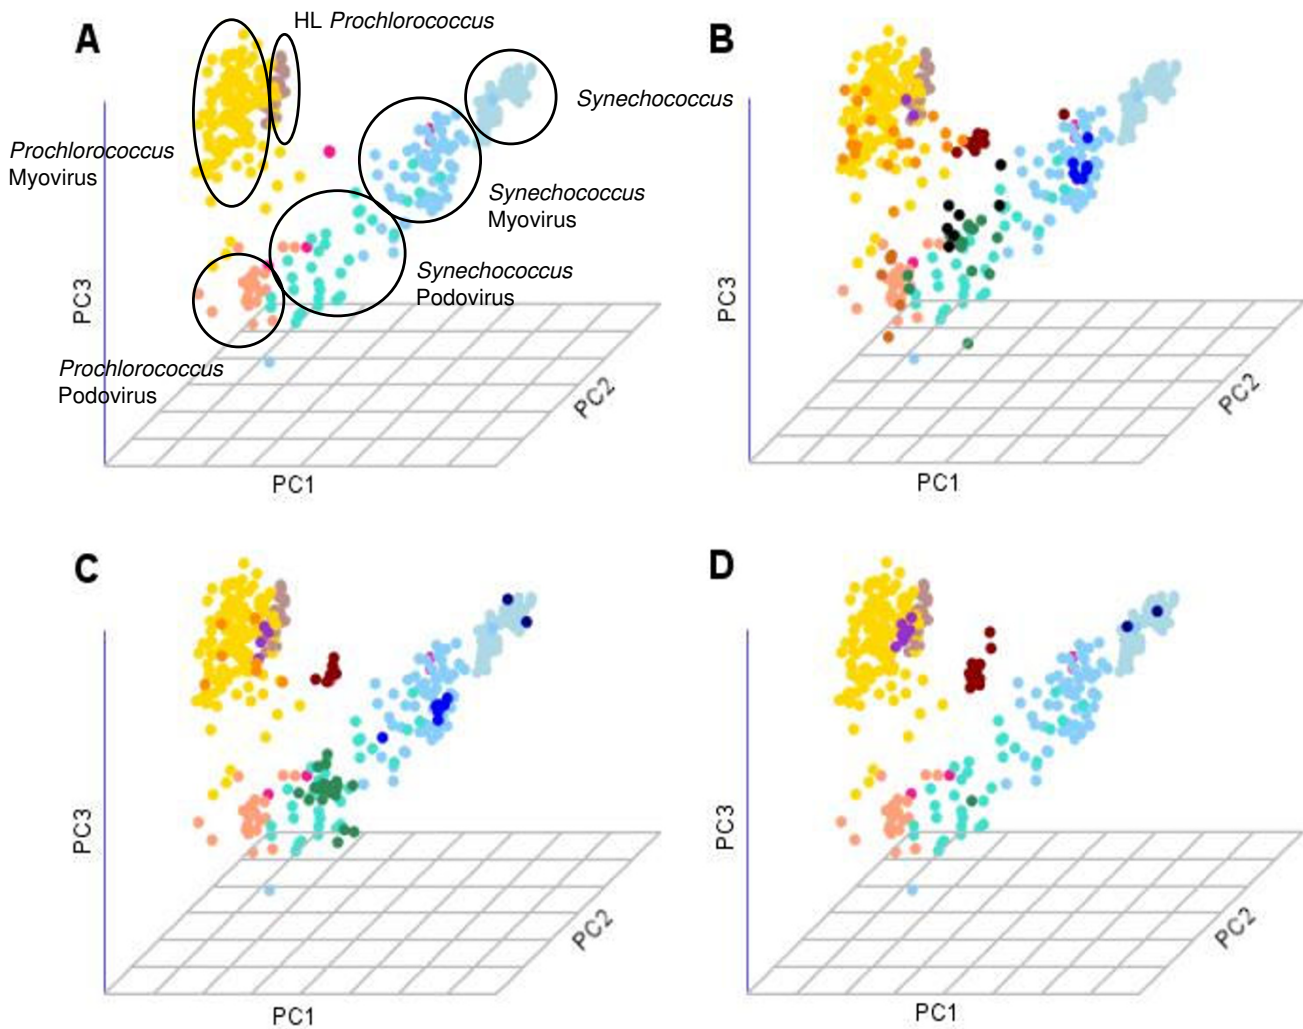 A
HL Prochlorococcus
Synechococcus
Prochlorococcus
Myovirus
Synechococcus
Myovirus
Synechococcus
Podovirus
Prochlorococcus
Podovirus
PC3
PC2
PC1
B
PC3
PC2
PC1
C
PC3
PC2
PC1
D
PC3
PC2
PC1